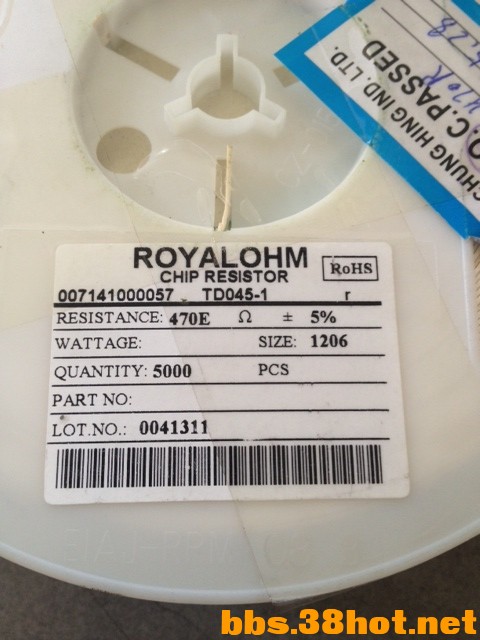 CHUNG HING IND. LTD.
Q.C.PASSED
470R
ROYALOHM
CHIP RESISTOR
RoHS
007141000057 TD045-1 r
RESISTANCE: 470E Ω ± 5%
WATTAGE: SIZE: 1206
QUANTITY: 5000 PCS
PART NO:
LOT.NO.: 0041311
bbs.38hot.net